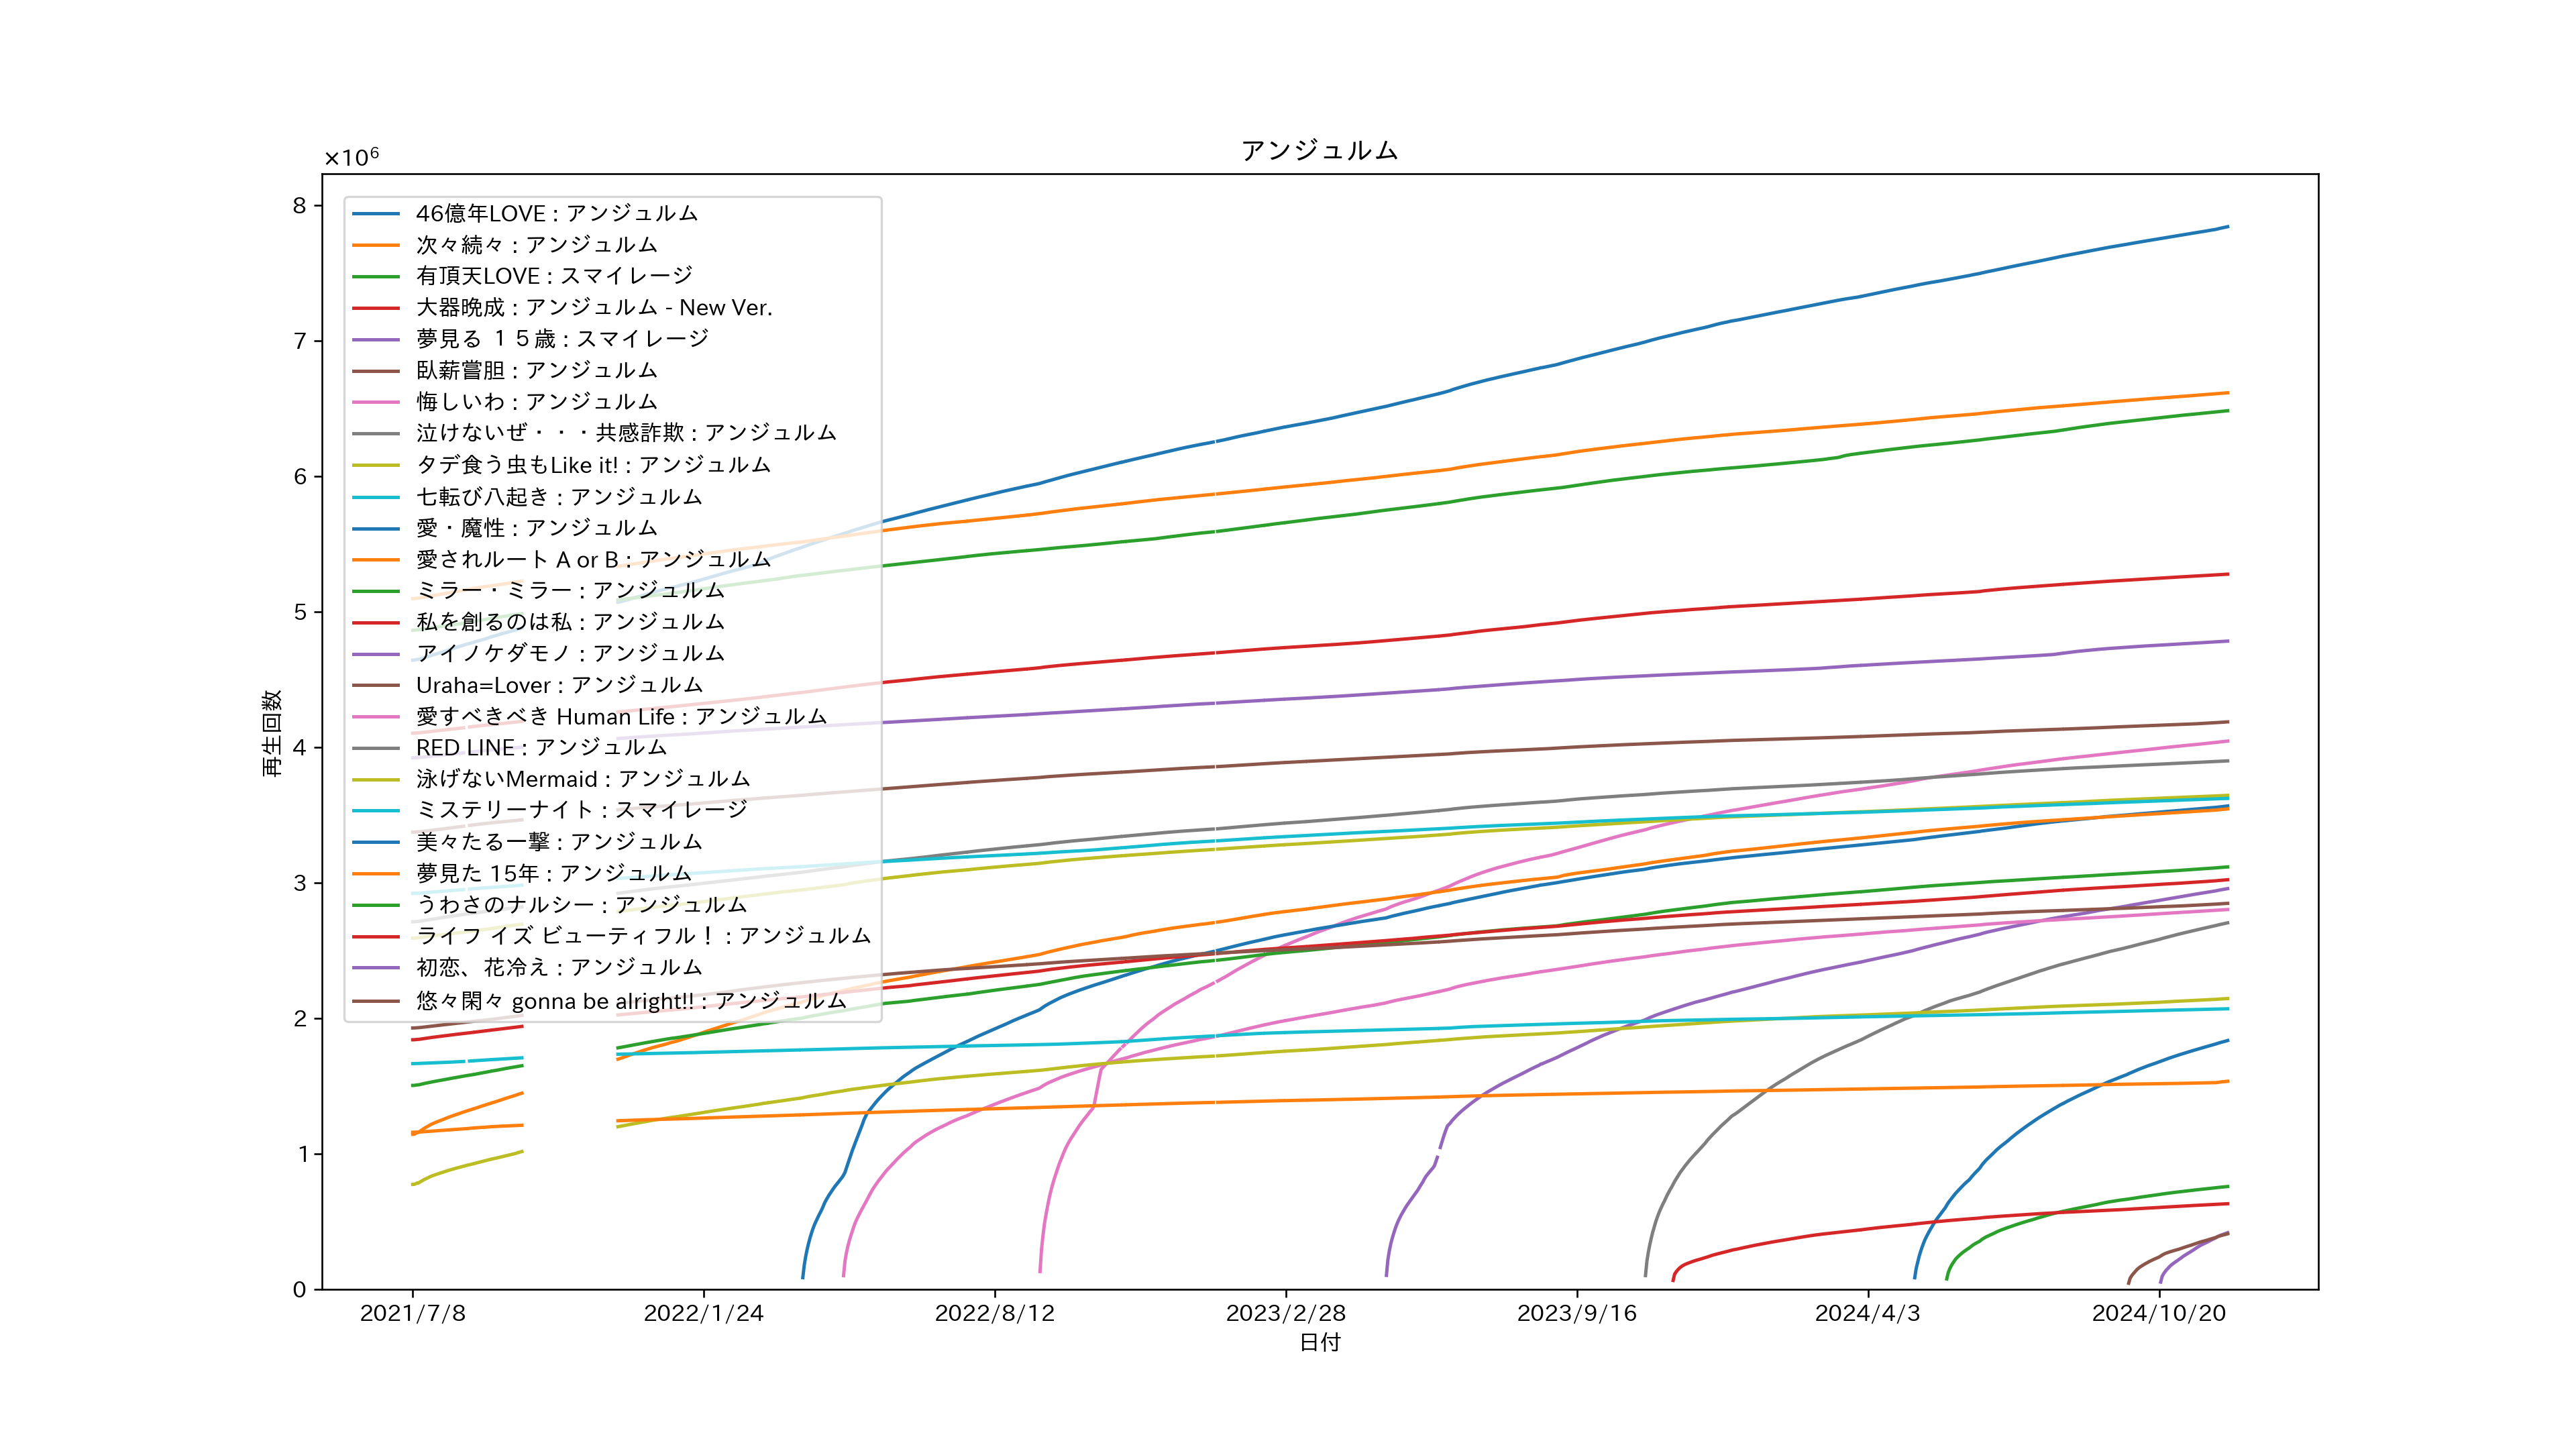 アンジュルム
×10⁶
8
7
6
5
4
3
2
1
0
再生回数
46億年LOVE : アンジュルム
次々続々 : アンジュルム
有頂天LOVE : スマイレージ
大器晩成 : アンジュルム - New Ver.
夢見る １５歳 : スマイレージ
臥薪嘗胆 : アンジュルム
悔しいわ : アンジュルム
泣けないぜ・・・共感詐欺 : アンジュルム
タデ食う虫もLike it! : アンジュルム
七転び八起き : アンジュルム
愛・魔性 : アンジュルム
愛されルート A or B : アンジュルム
ミラー・ミラー : アンジュルム
私を創るのは私 : アンジュルム
アイノケダモノ : アンジュルム
Uraha=Lover : アンジュルム
愛すべきべき Human Life : アンジュルム
RED LINE : アンジュルム
泳げないMermaid : アンジュルム
ミステリーナイト : スマイレージ
美々たる一撃 : アンジュルム
夢見た 15年 : アンジュルム
うわさのナルシー : アンジュルム
ライフ イズ ビューティフル！ : アンジュルム
初恋、花冷え : アンジュルム
悠々閑々 gonna be alright!! : アンジュルム
2021/7/8 2022/1/24 2022/8/12 2023/2/28 2023/9/16 2024/4/3 2024/10/20
日付